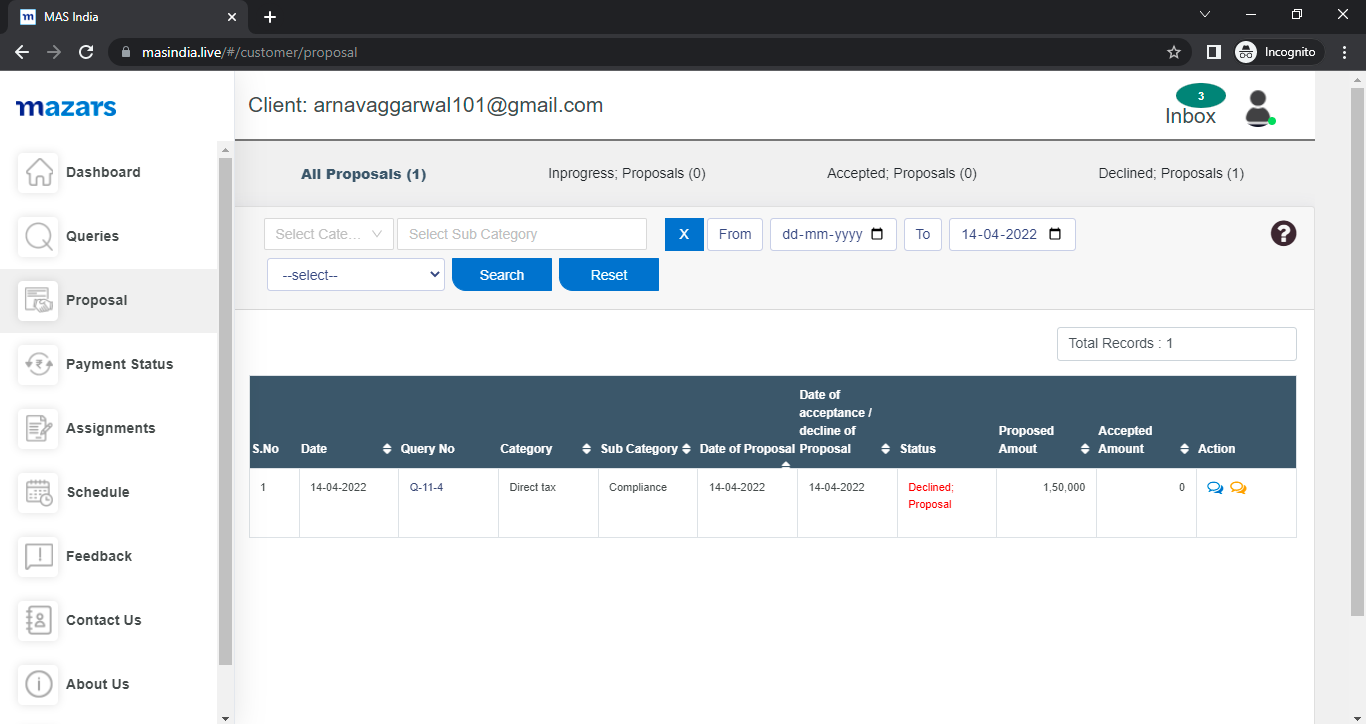 MAS India
masindia.live/#/customer/proposal
Incognito
mazars
Client: arnavaggarwal101@gmail.com
3
Inbox
Dashboard
Queries
Proposal
Payment Status
Assignments
Schedule
Feedback
Contact Us
About Us
All Proposals (1)
Inprogress; Proposals (0)
Accepted; Proposals (0)
Declined; Proposals (1)
Select Cate...
Select Sub Category
X
From
dd-mm-yyyy
To
14-04-2022
?
--select--
Search
Reset
Total Records : 1
S.No
Date
Query No
Category
Sub Category
Date of Proposal
Date of
acceptance /
decline of
Proposal
Status
Proposed
Amout
Accepted
Amount
Action
1
14-04-2022
Q-11-4
Direct tax
Compliance
14-04-2022
14-04-2022
Declined;
Proposal
1,50,000
0